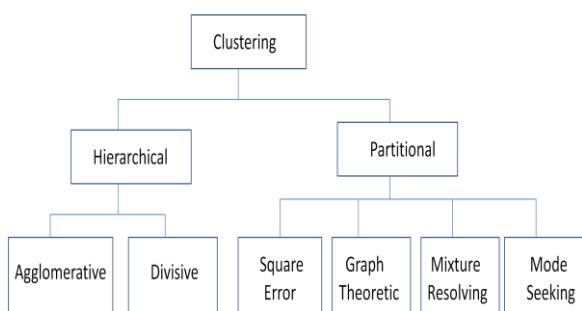 Clustering
Hierarchical
Partitional
Agglomerative
Divisive
Square
Error
Graph
Theoretic
Mixture
Resolving
Mode
Seeking